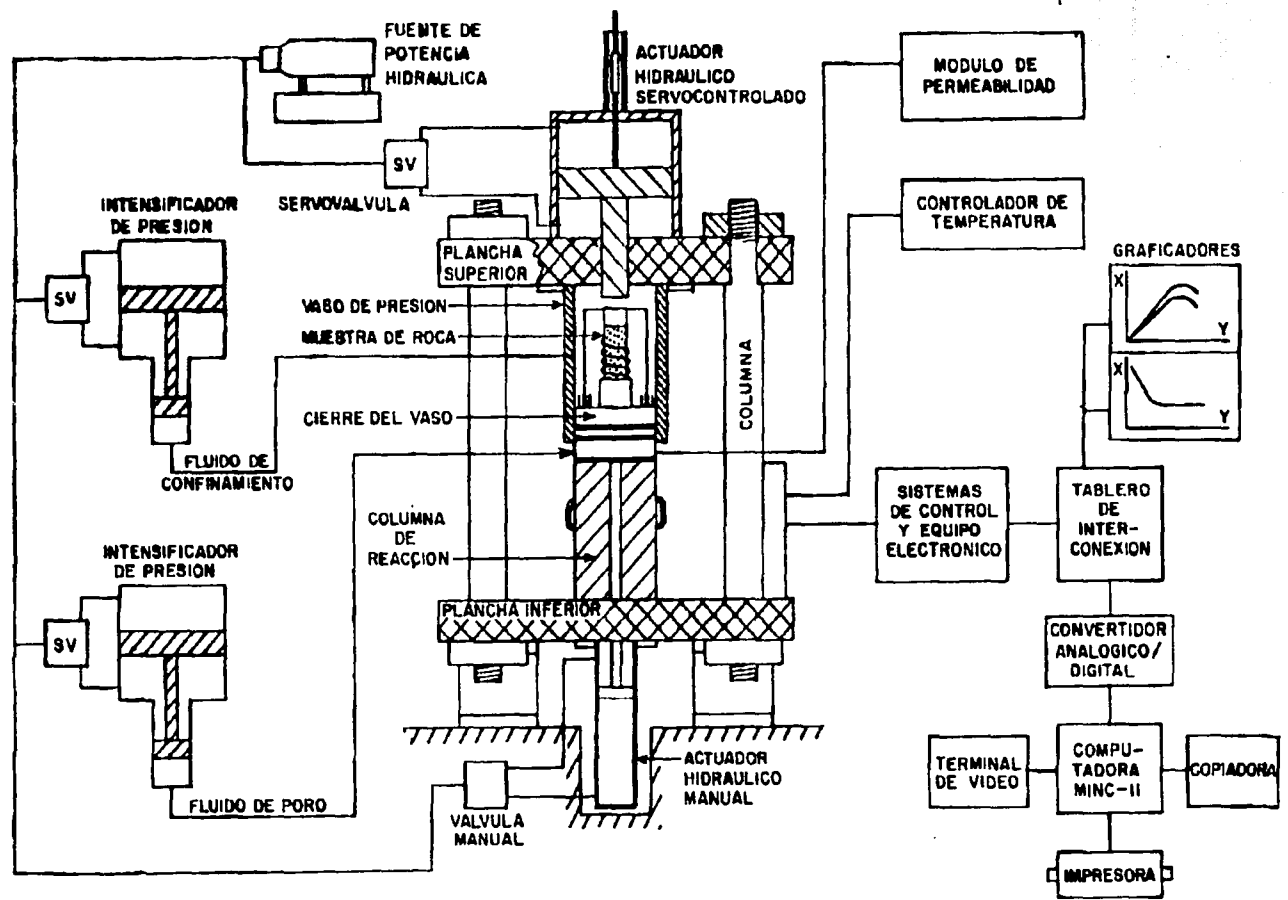 FUENTE DE
POTENCIA
HIDRAULICA
ACTUADOR
HIDRAULICO
SERVOCONTROLADO
MODULO DE
PERMEABILIDAD
SV
SERVOVALVULA
INTENSIFICADOR
DE PRESION
SV
CONTROLADOR DE
TEMPERATURA
PLANCHA
SUPERIOR
GRAFICADORES
X
Y
X
Y
VASO DE PRESION
MUESTRA DE ROCA
COLUMNA
CIERRE DEL VASO
FLUIDO DE
CONFINAMIENTO
COLUMNA
DE
REACCION
SISTEMAS
DE CONTROL
Y EQUIPO
ELECTRONICO
TABLERO
DE
INTER-
CONEXION
INTENSIFICADOR
DE PRESION
SV
PLANCHA INFERIOR
CONVERTIDOR
ANALOGICO/
DIGITAL
FLUIDO DE PORO
VALVULA
MANUAL
ACTUADOR
HIDRAULICO
MANUAL
TERMINAL
DE VIDEO
COMPU-
TADORA
MINC-11
COPIADORA
IMPRESORA